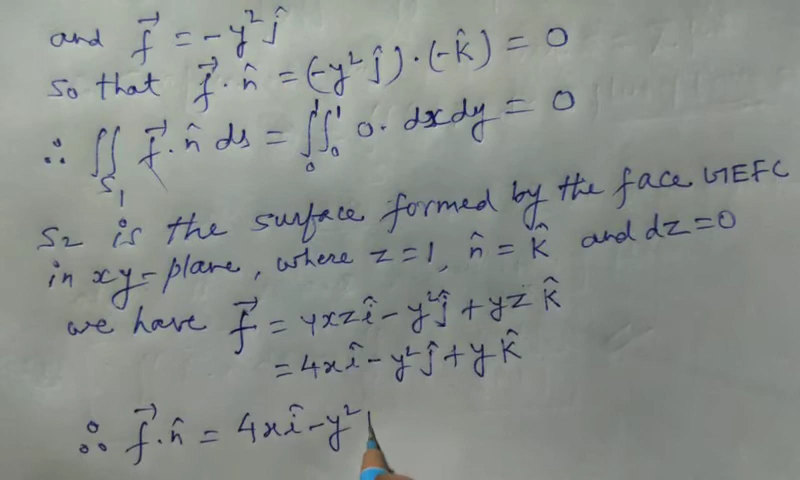 and f⃗ = -y² ĵ
So that f⃗ · n̂ = (-y² ĵ) · (-k̂) = 0
∴ ∬_{S₁} f⃗ · n̂ ds = ∫₀¹∫₀¹ 0 · dx dy = 0
S₂ is the surface formed by the face GEFC
in xy-plane, where z=1, n̂ = k̂ and dz=0
we have f⃗ = 4xz î - y² ĵ + yz k̂
= 4x î - y² ĵ + y k̂
∴ f⃗ · n̂ = 4x î - y²